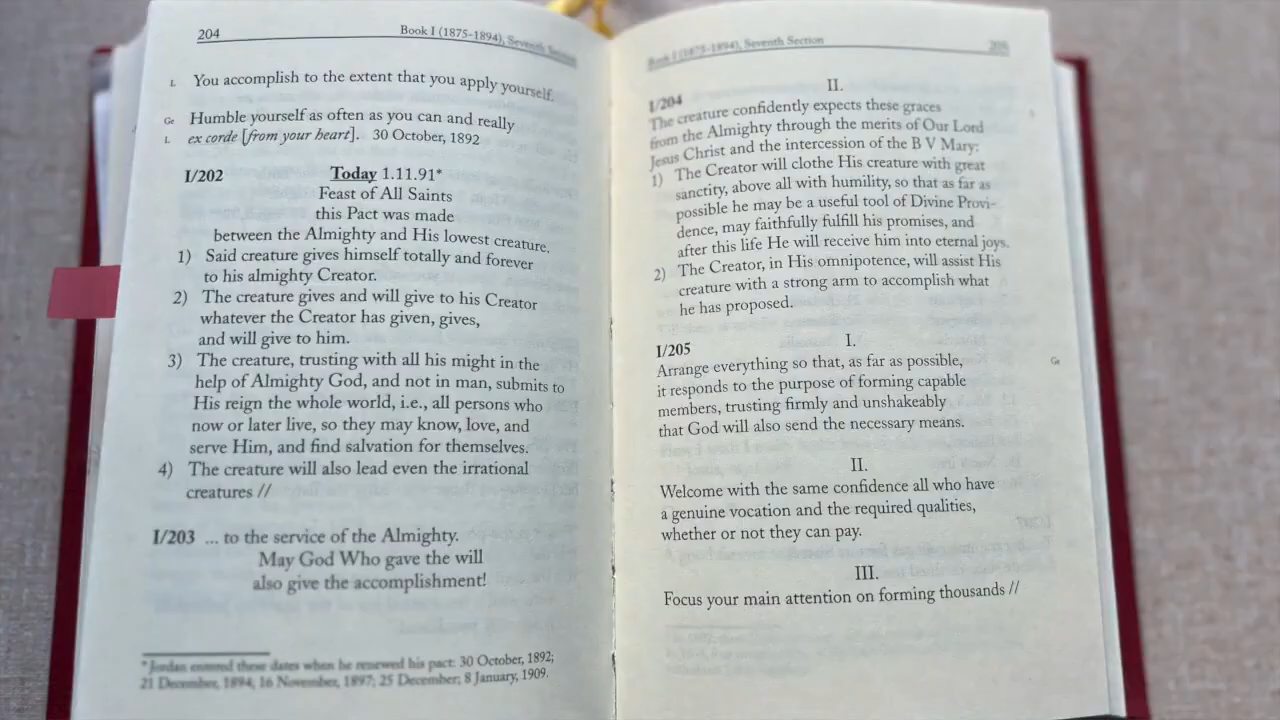 204
Book I (1875-1894), Seventh Section
L You accomplish to the extent that you apply yourself.
Ge Humble yourself as often as you can and really
L ex corde [from your heart]. 30 October, 1892
I/202 Today 1.11.91*
Feast of All Saints
this Pact was made
between the Almighty and His lowest creature.
1) Said creature gives himself totally and forever
to his almighty Creator.
2) The creature gives and will give to his Creator
whatever the Creator has given, gives,
and will give to him.
3) The creature, trusting with all his might in the
help of Almighty God, and not in man, submits to
His reign the whole world, i.e., all persons who
now or later live, so they may know, love, and
serve Him, and find salvation for themselves.
4) The creature will also lead even the irrational
creatures //
I/203 ... to the service of the Almighty.
May God Who gave the will
also give the accomplishment!
*Jordan entered these dates when he renewed his pact: 30 October, 1892;
21 December, 1894; 16 November, 1897; 25 December; 8 January, 1909.
Book I (1875-1894), Seventh Section
205
II.
I/204
The creature confidently expects these graces
from the Almighty through the merits of Our Lord
Jesus Christ and the intercession of the B V Mary:
1) The Creator will clothe His creature with great
sanctity, above all with humility, so that as far as
possible he may be a useful tool of Divine Provi-
dence, may faithfully fulfill his promises, and
after this life He will receive him into eternal joys.
2) The Creator, in His omnipotence, will assist His
creature with a strong arm to accomplish what
he has proposed.
I/205 I.
Arrange everything so that, as far as possible, Ge
it responds to the purpose of forming capable
members, trusting firmly and unshakeably
that God will also send the necessary means.
II.
Welcome with the same confidence all who have
a genuine vocation and the required qualities,
whether or not they can pay.
III.
Focus your main attention on forming thousands //